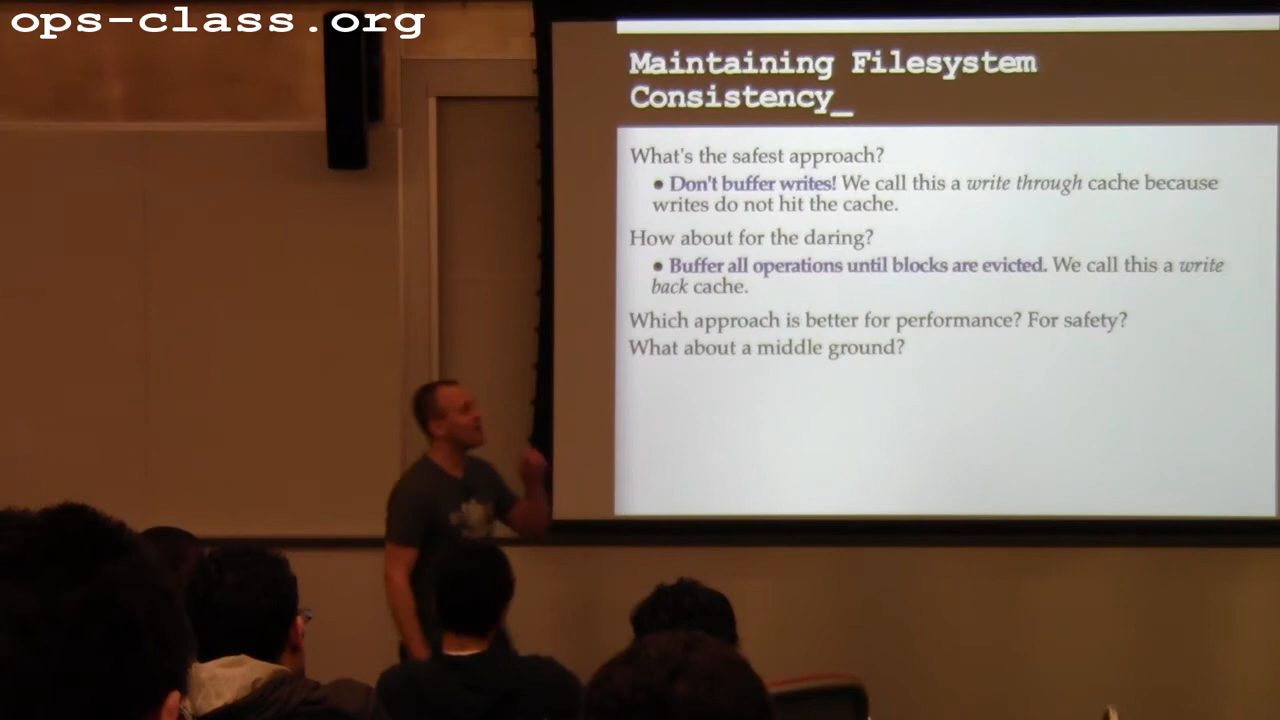 ops-class.org
Maintaining Filesystem
Consistency_
What's the safest approach?
• Don't buffer writes! We call this a write through cache because
writes do not hit the cache.
How about for the daring?
• Buffer all operations until blocks are evicted. We call this a write
back cache.
Which approach is better for performance? For safety?
What about a middle ground?